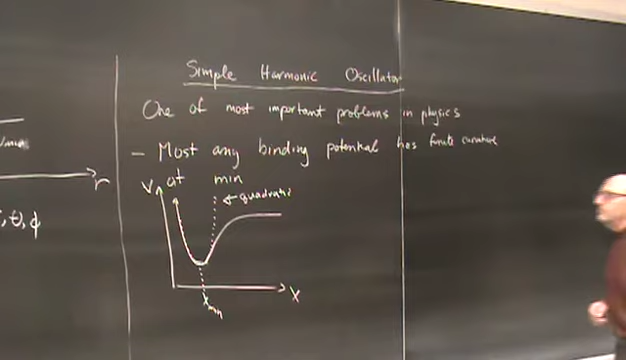 Simple Harmonic Oscillator
One of most important problems in physics
- Most any binding potential has finite curvature
at min
V
← quadratic
x
x min
r
, φ